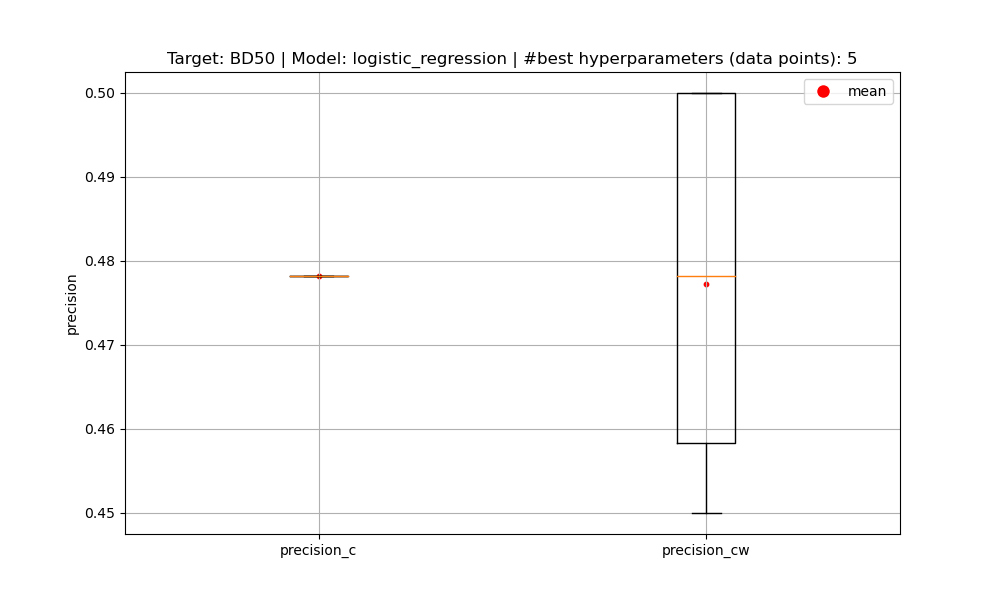 Target: BD50 | Model: logistic_regression | #best hyperparameters (data points): 5
mean
0.50
0.49
0.48
0.47
0.46
0.45
precision
precision_c
precision_cw